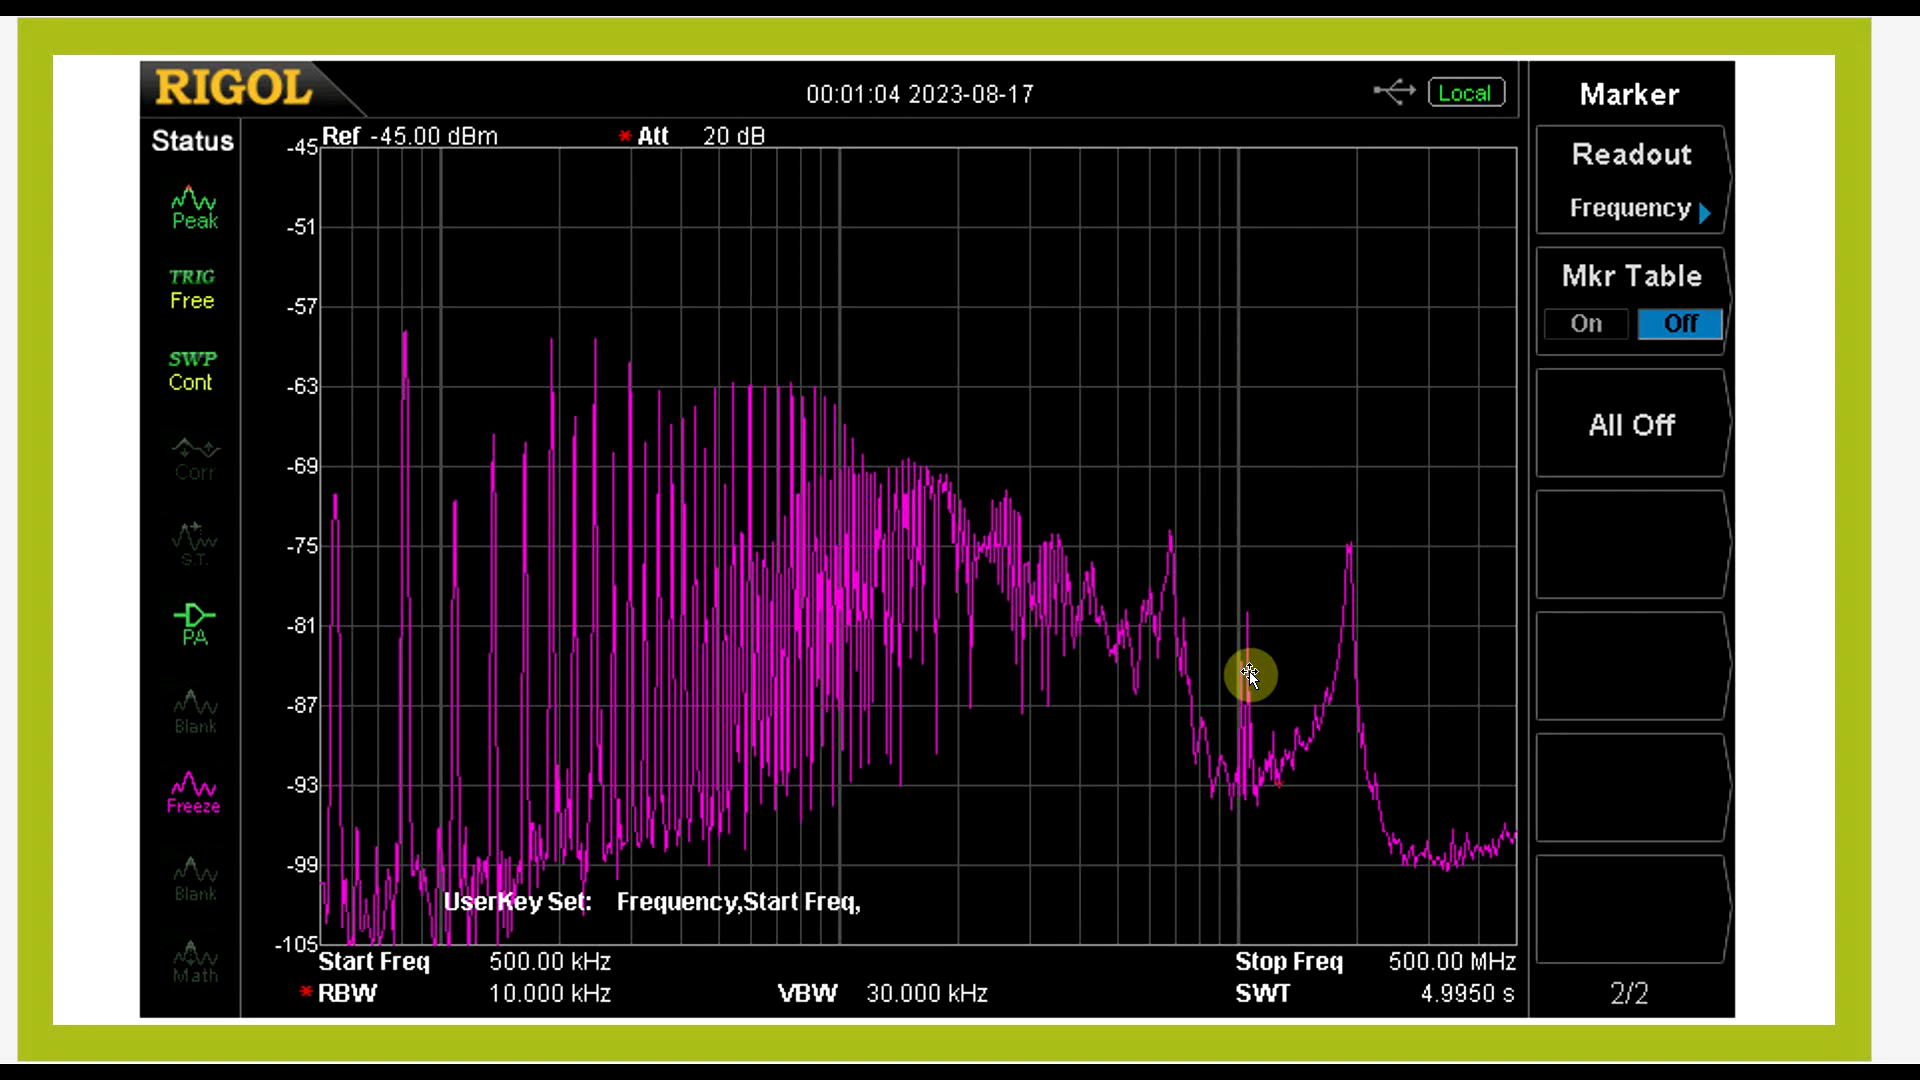 RIGOL
00:01:04 2023-08-17
Local
Marker
Status
Ref -45.00 dBm
* Att 20 dB
Readout
Frequency
Mkr Table
On Off
All Off
2/2
Peak
TRIG
Free
SWP
Cont
Corr
S.T.
PA
Blank
Freeze
Blank
Math
-45
-51
-57
-63
-69
-75
-81
-87
-93
-99
-105
UserKey Set: Frequency,Start Freq,
Start Freq 500.00 kHz
Stop Freq 500.00 MHz
* RBW 10.000 kHz
VBW 30.000 kHz
SWT 4.9950 s